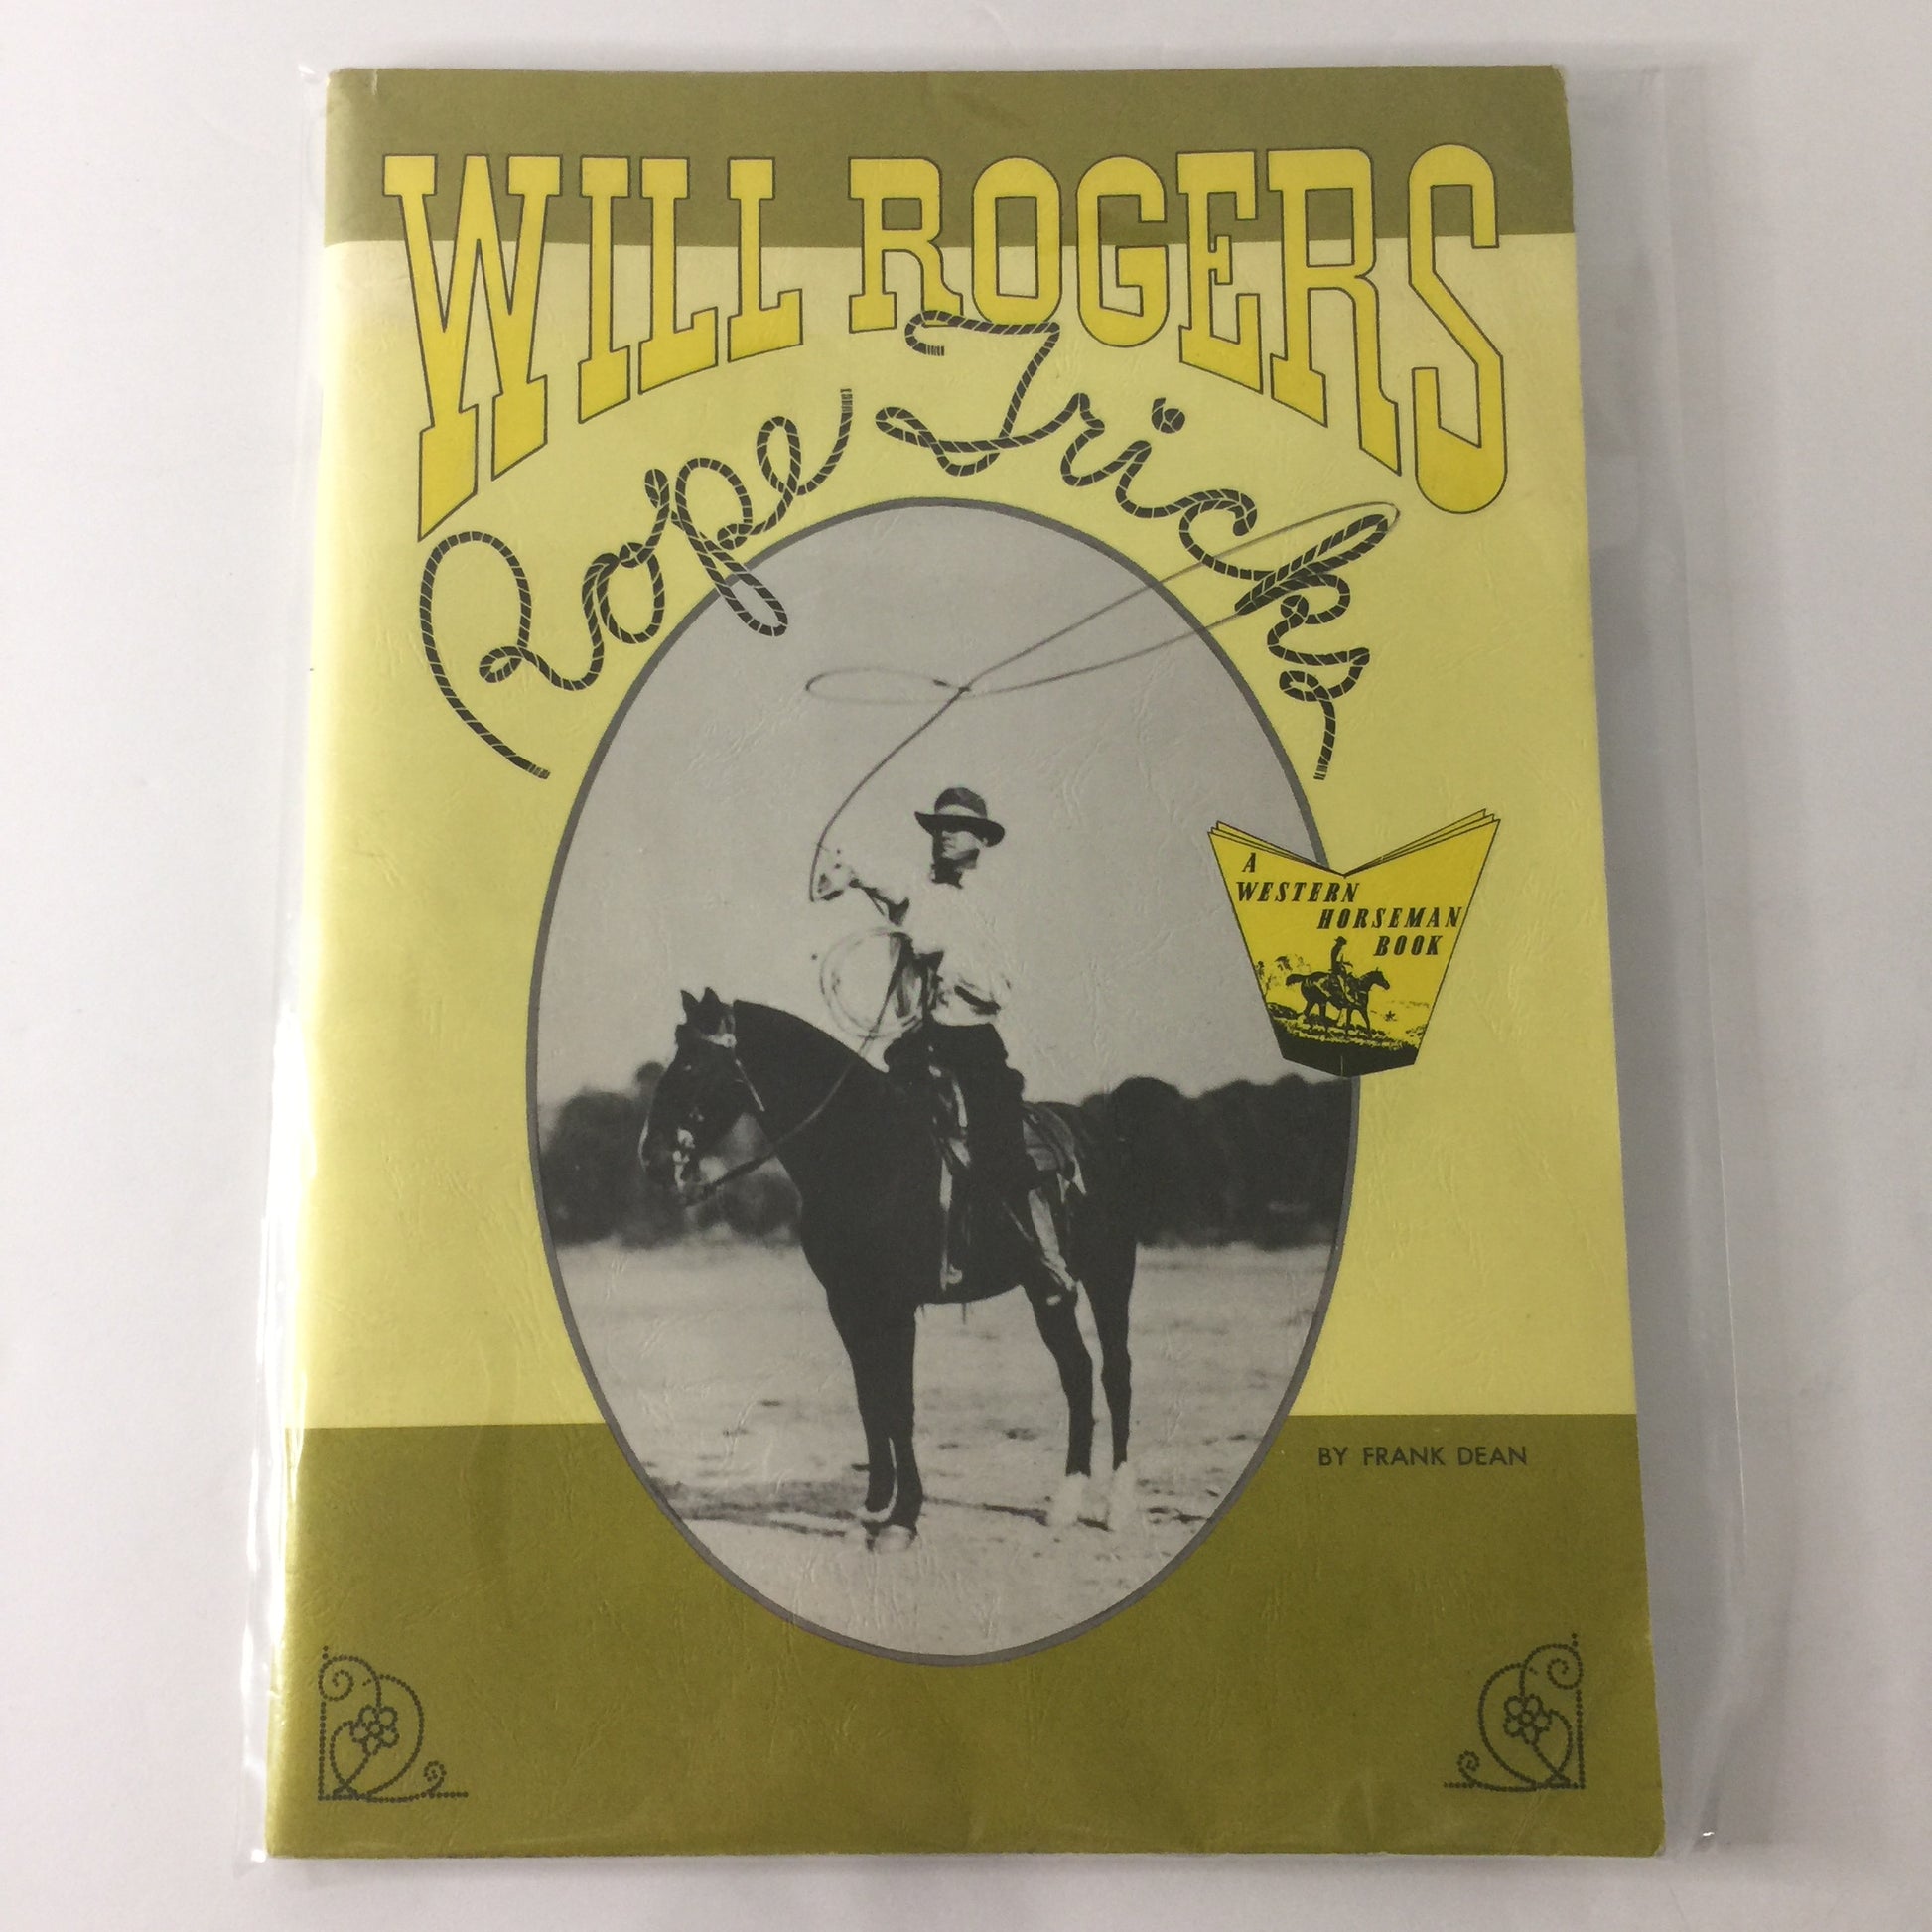 WILL ROGERS
Rope Tricks
A
WESTERN
HORSEMAN
BOOK
BY FRANK DEAN